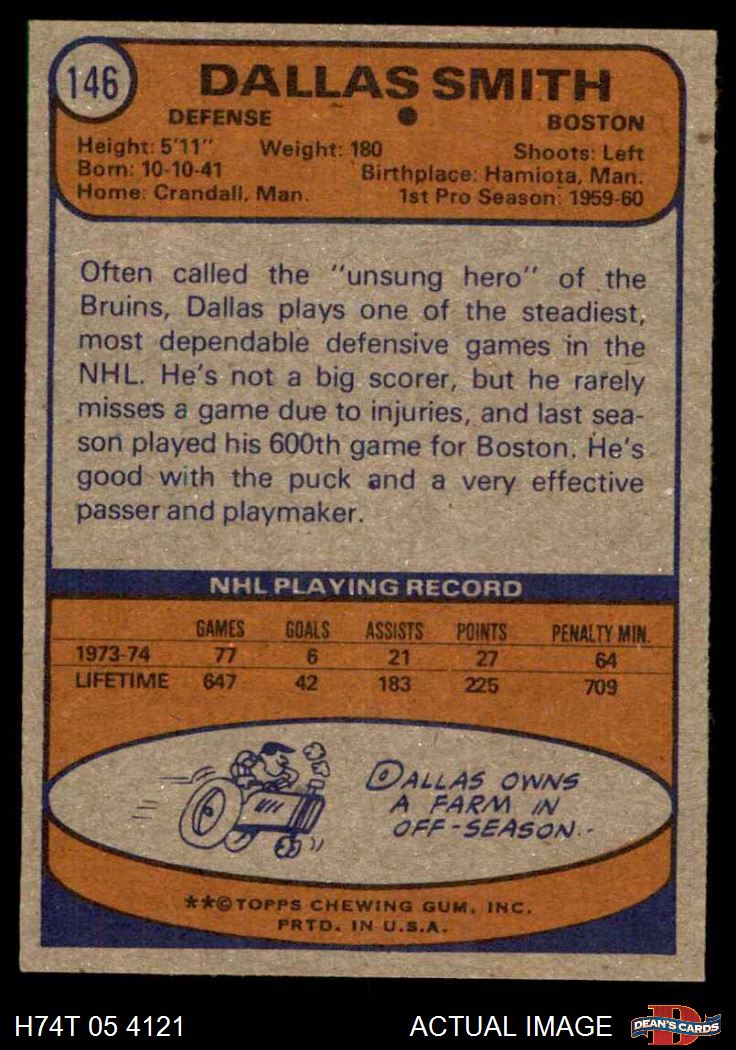 146
DALLAS SMITH
DEFENSE
BOSTON
Height: 5'11" Weight: 180 Shoots: Left
Born: 10-10-41 Birthplace: Hamiota, Man.
Home: Crandall, Man. 1st Pro Season: 1959-60
Often called the "unsung hero" of the
Bruins, Dallas plays one of the steadiest,
most dependable defensive games in the
NHL. He's not a big scorer, but he rarely
misses a game due to injuries, and last sea-
son played his 600th game for Boston. He's
good with the puck and a very effective
passer and playmaker.
NHL PLAYING RECORD
GAMES GOALS ASSISTS POINTS PENALTY MIN.
1973-74 77 6 21 27 64
LIFETIME 647 42 183 225 709
DALLAS OWNS
A FARM IN
OFF-SEASON.
**©TOPPS CHEWING GUM, INC.
PRTD. IN U.S.A.
H74T 05 4121
ACTUAL IMAGE
DEAN'S CARDS